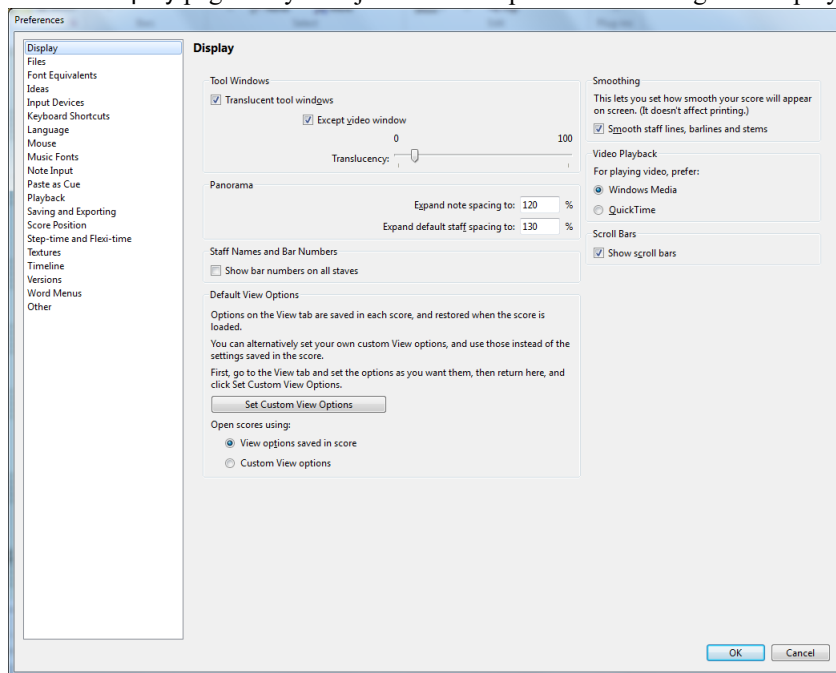 Preferences
Display
Files
Font Equivalents
Ideas
Input Devices
Keyboard Shortcuts
Language
Mouse
Music Fonts
Note Input
Paste as Cue
Playback
Saving and Exporting
Score Position
Step-time and Flexi-time
Textures
Timeline
Versions
Word Menus
Other
Display
Tool Windows
Translucent tool windows
Except video window
0 100
Translucency:
Panorama
Expand note spacing to: 120 %
Expand default staff spacing to: 130 %
Staff Names and Bar Numbers
Show bar numbers on all staves
Default View Options
Options on the View tab are saved in each score, and restored when the score is
loaded.
You can alternatively set your own custom View options, and use those instead of the
settings saved in the score.
First, go to the View tab and set the options as you want them, then return here, and
click Set Custom View Options.
Set Custom View Options
Open scores using:
View options saved in score
Custom View options
Smoothing
This lets you set how smooth your score will appear
on screen. (It doesn't affect printing.)
Smooth staff lines, barlines and stems
Video Playback
For playing video, prefer:
Windows Media
QuickTime
Scroll Bars
Show scroll bars
OK Cancel